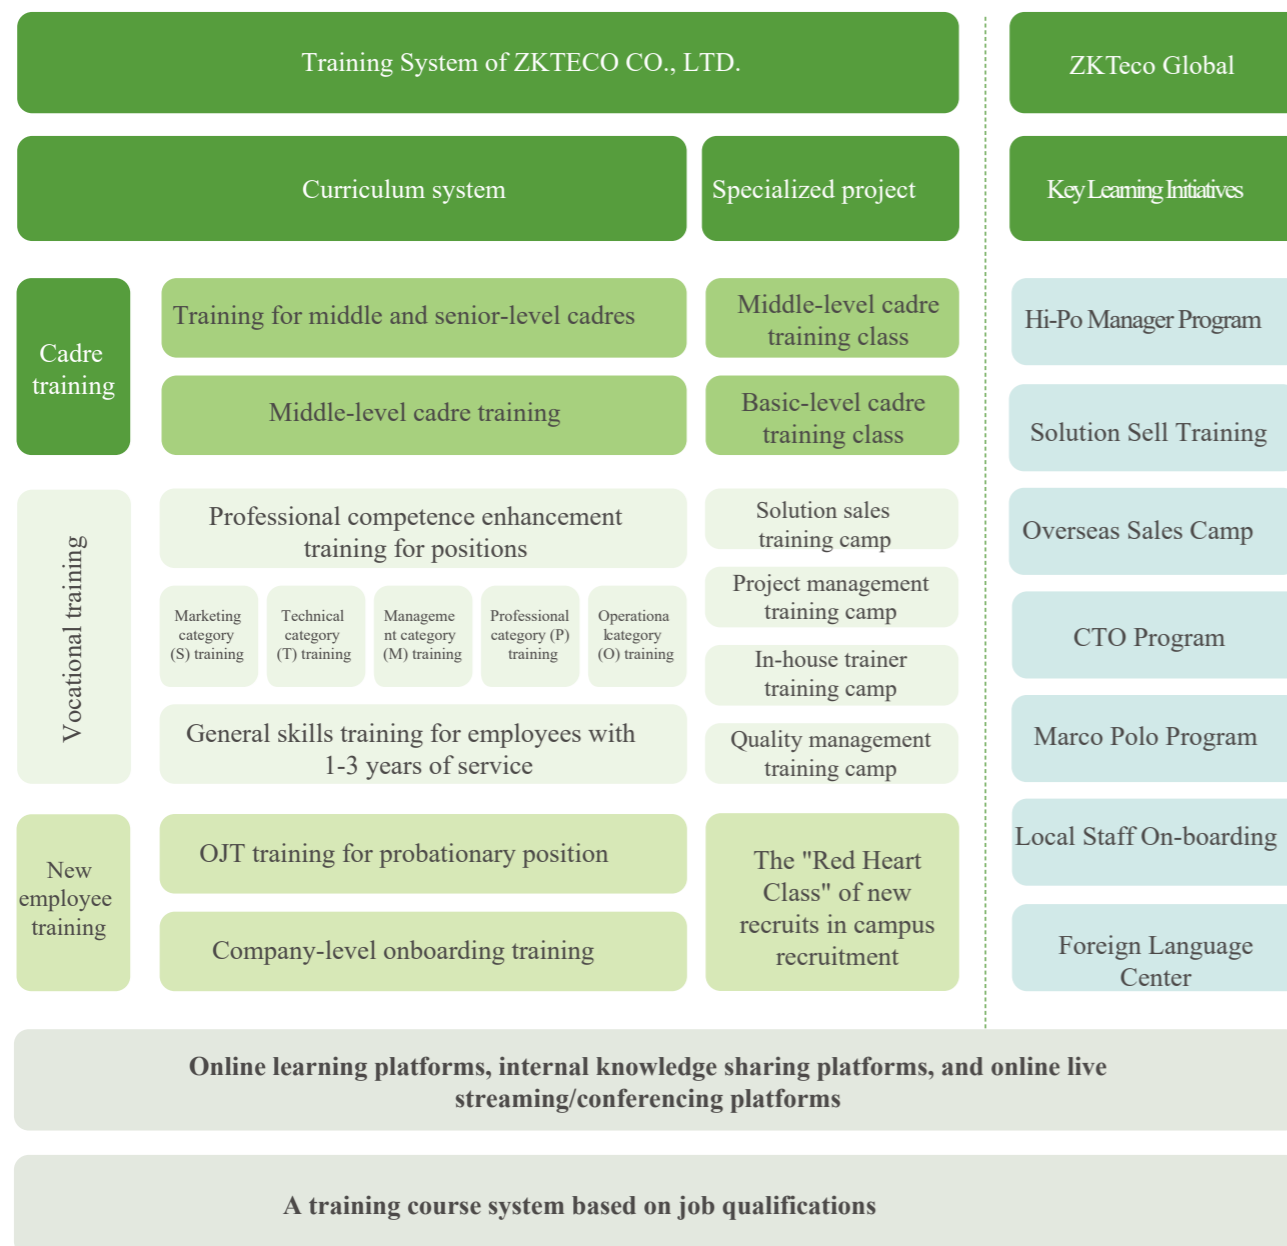 Training System of ZKTECO CO., LTD.
ZKTeco Global
Curriculum system
Specialized project
Key Learning Initiatives
Cadre
training
Training for middle and senior-level cadres
Middle-level cadre
training class
Middle-level cadre training
Basic-level cadre
training class
Vocational training
Professional competence enhancement
training for positions
Marketing
category
(S) training
Technical
category
(T) training
Manageme
nt category
(M) training
Professional
category (P)
training
Operationa
lcategory
(O) training
General skills training for employees with
1-3 years of service
Solution sales
training camp
Project management
training camp
In-house trainer
training camp
Quality management
training camp
New
employee
training
OJT training for probationary position
Company-level onboarding training
The "Red Heart
Class" of new
recruits in campus
recruitment
Hi-Po Manager Program
Solution Sell Training
Overseas Sales Camp
CTO Program
Marco Polo Program
Local Staff On-boarding
Foreign Language
Center
Online learning platforms, internal knowledge sharing platforms, and online live
streaming/conferencing platforms
A training course system based on job qualifications